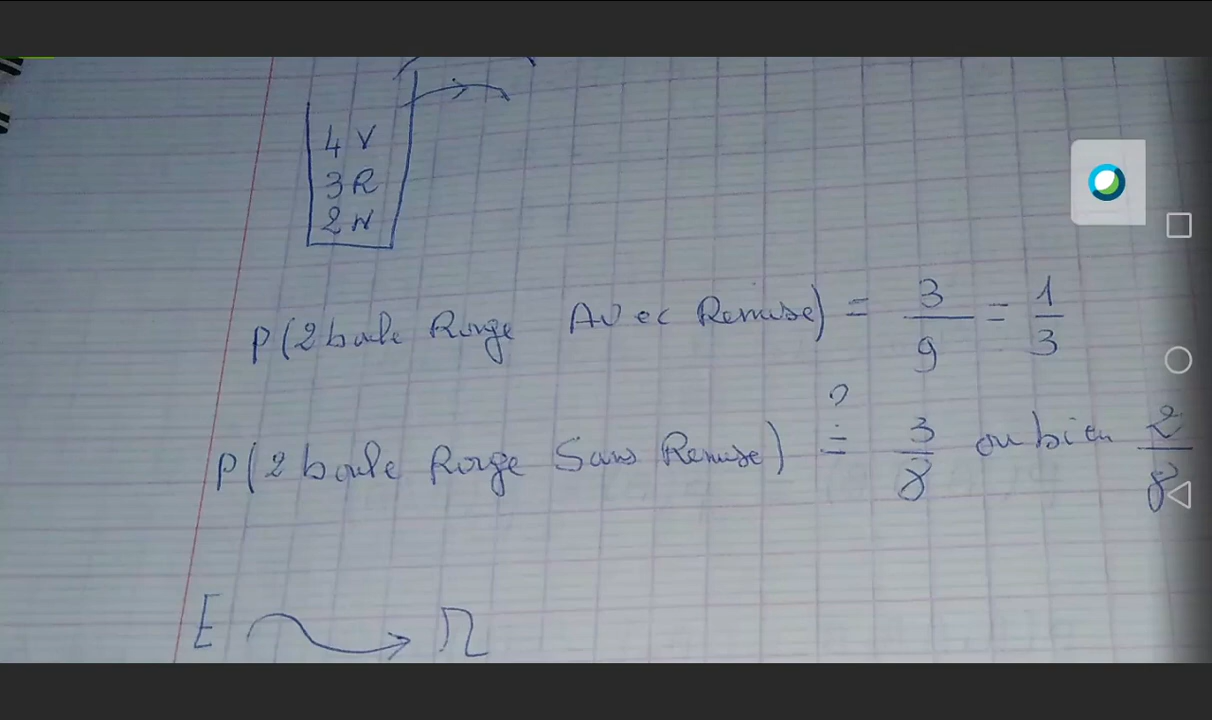 4 V
3 R
2 N
P(2 boule Rouge Avec Remise) = 3/9 = 1/3
P(2 boule Rouge Sans Remise) =? 3/8 ou bien 2/8
E → Ω